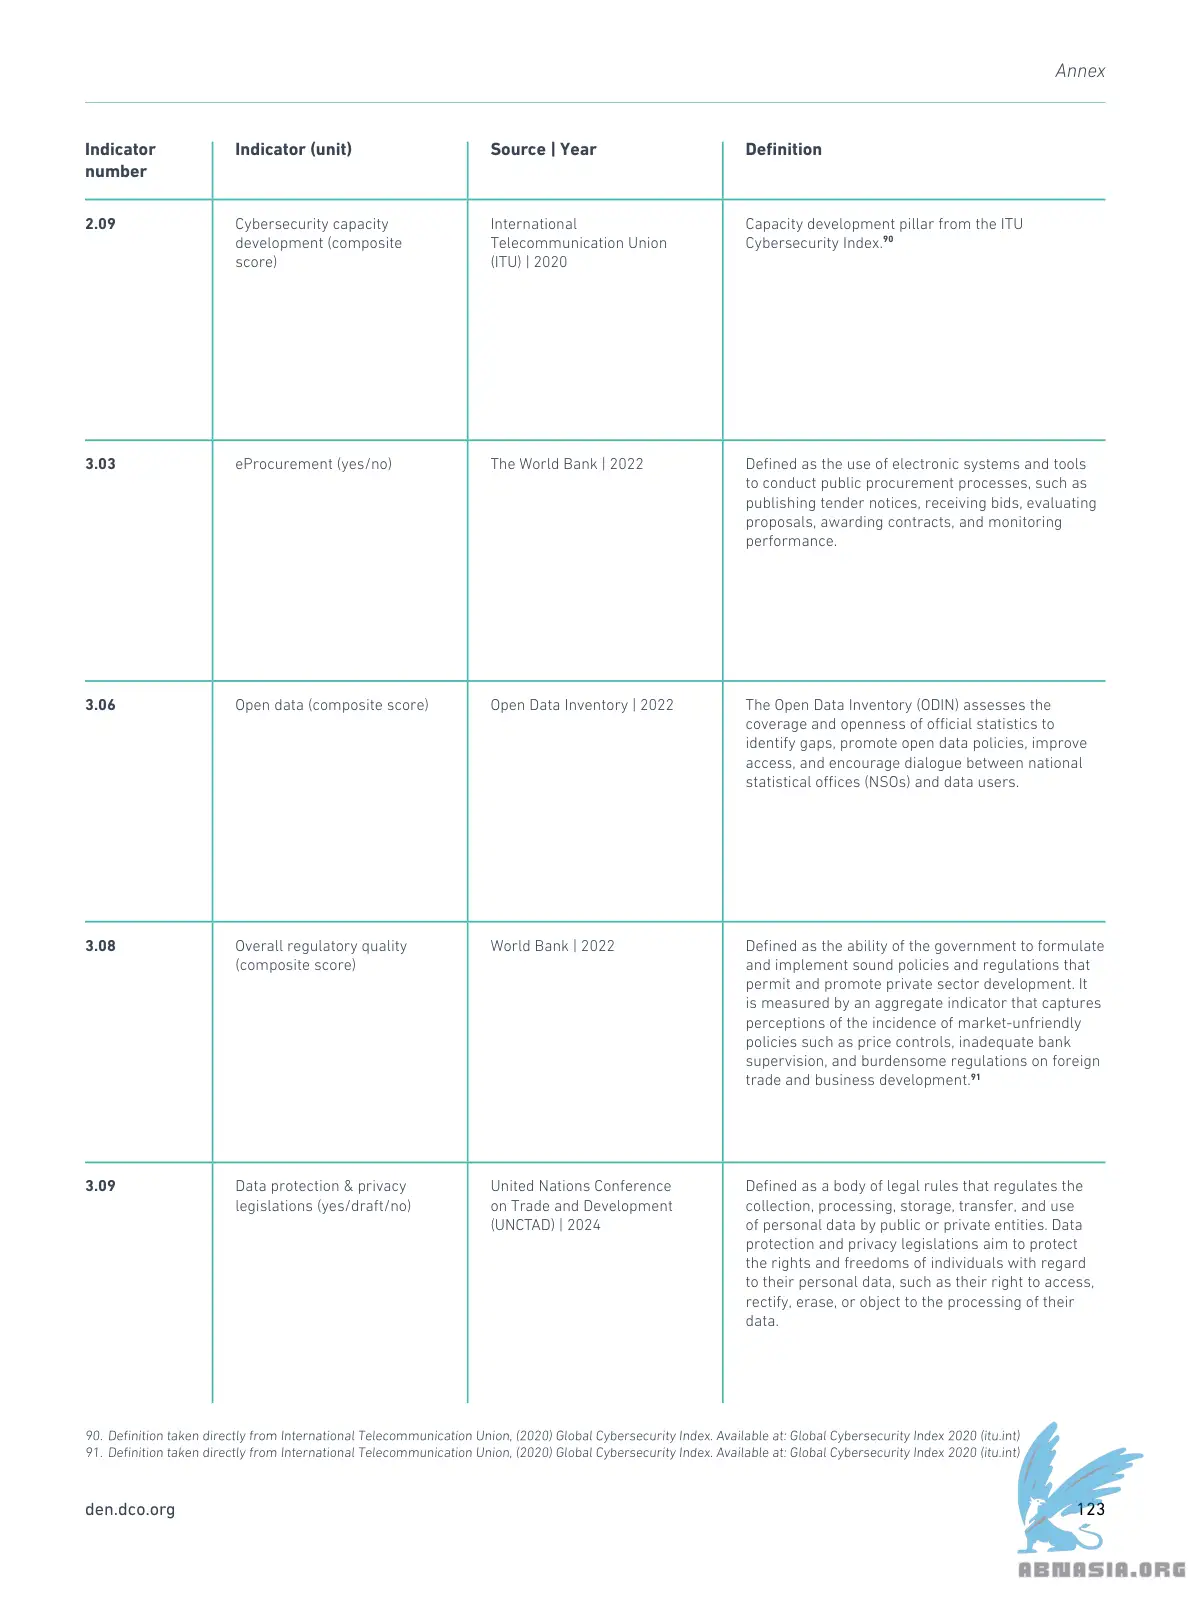 Annex
Indicator
number
Indicator (unit)
Source | Year
Definition
2.09
Cybersecurity capacity
development (composite
score)
International
Telecommunication Union
(ITU) | 2020
Capacity development pillar from the ITU
Cybersecurity Index.90
3.03
eProcurement (yes/no)
The World Bank | 2022
Defined as the use of electronic systems and tools
to conduct public procurement processes, such as
publishing tender notices, receiving bids, evaluating
proposals, awarding contracts, and monitoring
performance.
3.06
Open data (composite score)
Open Data Inventory | 2022
The Open Data Inventory (ODIN) assesses the
coverage and openness of official statistics to
identify gaps, promote open data policies, improve
access, and encourage dialogue between national
statistical offices (NSOs) and data users.
3.08
Overall regulatory quality
(composite score)
World Bank | 2022
Defined as the ability of the government to formulate
and implement sound policies and regulations that
permit and promote private sector development. It
is measured by an aggregate indicator that captures
perceptions of the incidence of market-unfriendly
policies such as price controls, inadequate bank
supervision, and burdensome regulations on foreign
trade and business development.91
3.09
Data protection & privacy
legislations (yes/draft/no)
United Nations Conference
on Trade and Development
(UNCTAD) | 2024
Defined as a body of legal rules that regulates the
collection, processing, storage, transfer, and use
of personal data by public or private entities. Data
protection and privacy legislations aim to protect
the rights and freedoms of individuals with regard
to their personal data, such as their right to access,
rectify, erase, or object to the processing of their
data.
90. Definition taken directly from International Telecommunication Union, (2020) Global Cybersecurity Index. Available at: Global Cybersecurity Index 2020 (itu.int)
91. Definition taken directly from International Telecommunication Union, (2020) Global Cybersecurity Index. Available at: Global Cybersecurity Index 2020 (itu.int)
den.dco.org
123
ABNASIA.ORG